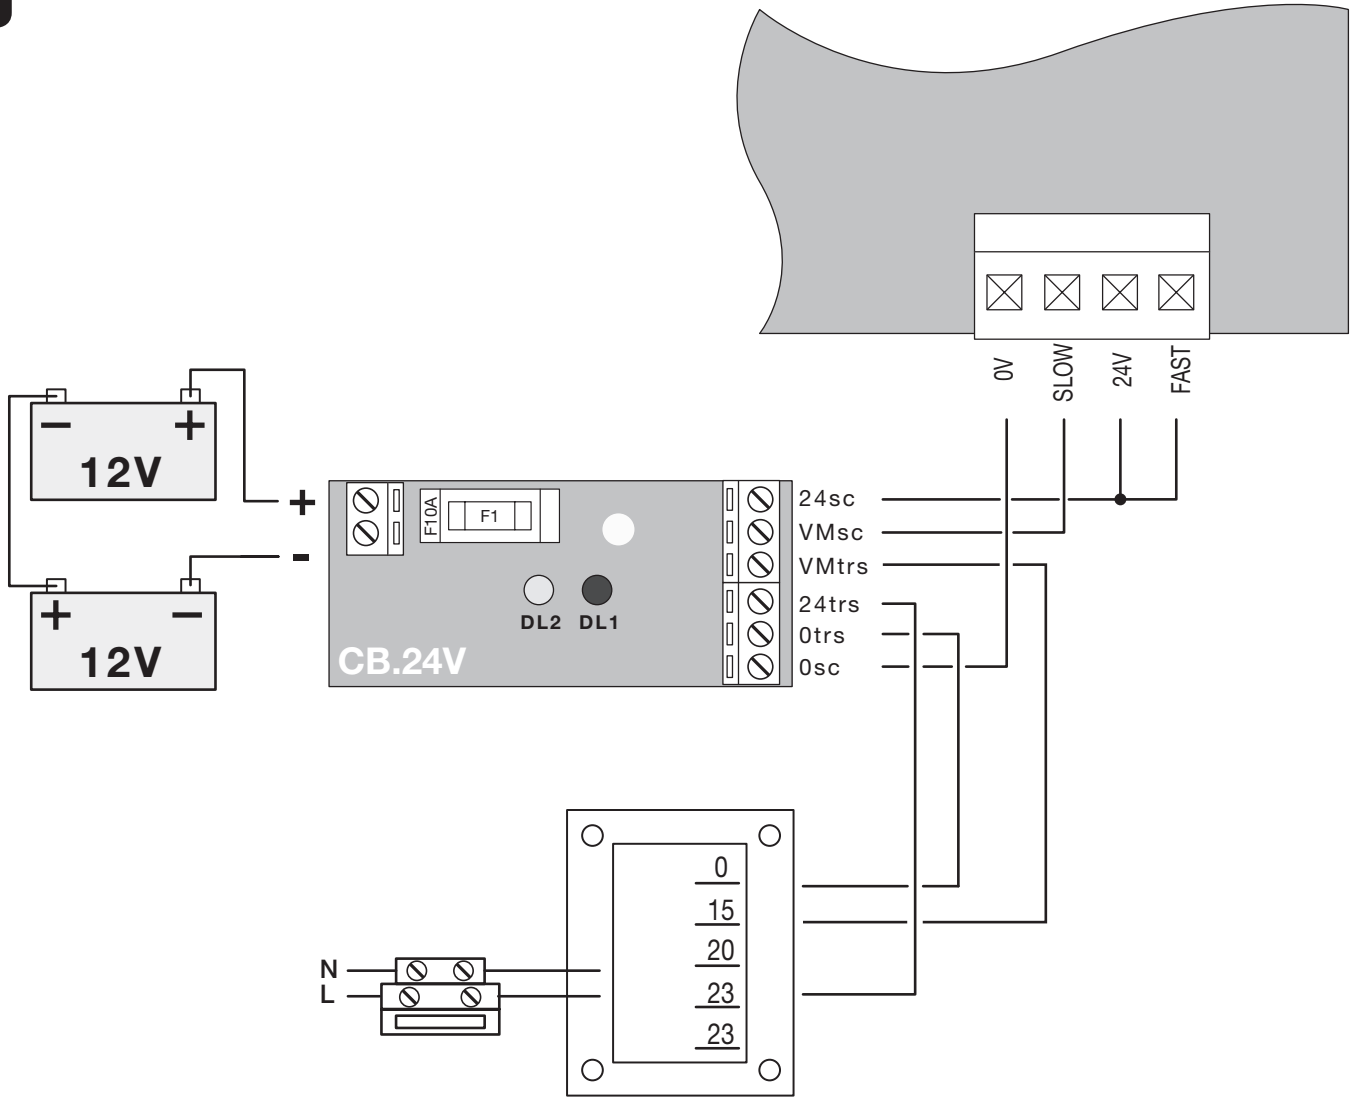 0V SLOW 24V FAST
- +
12V
+
-
+ -
12V
F10A F1
DL2 DL1
CB.24V
24sc
VMsc
VMtrs
24trs
0trs
0sc
0
15
20
23
23
N
L